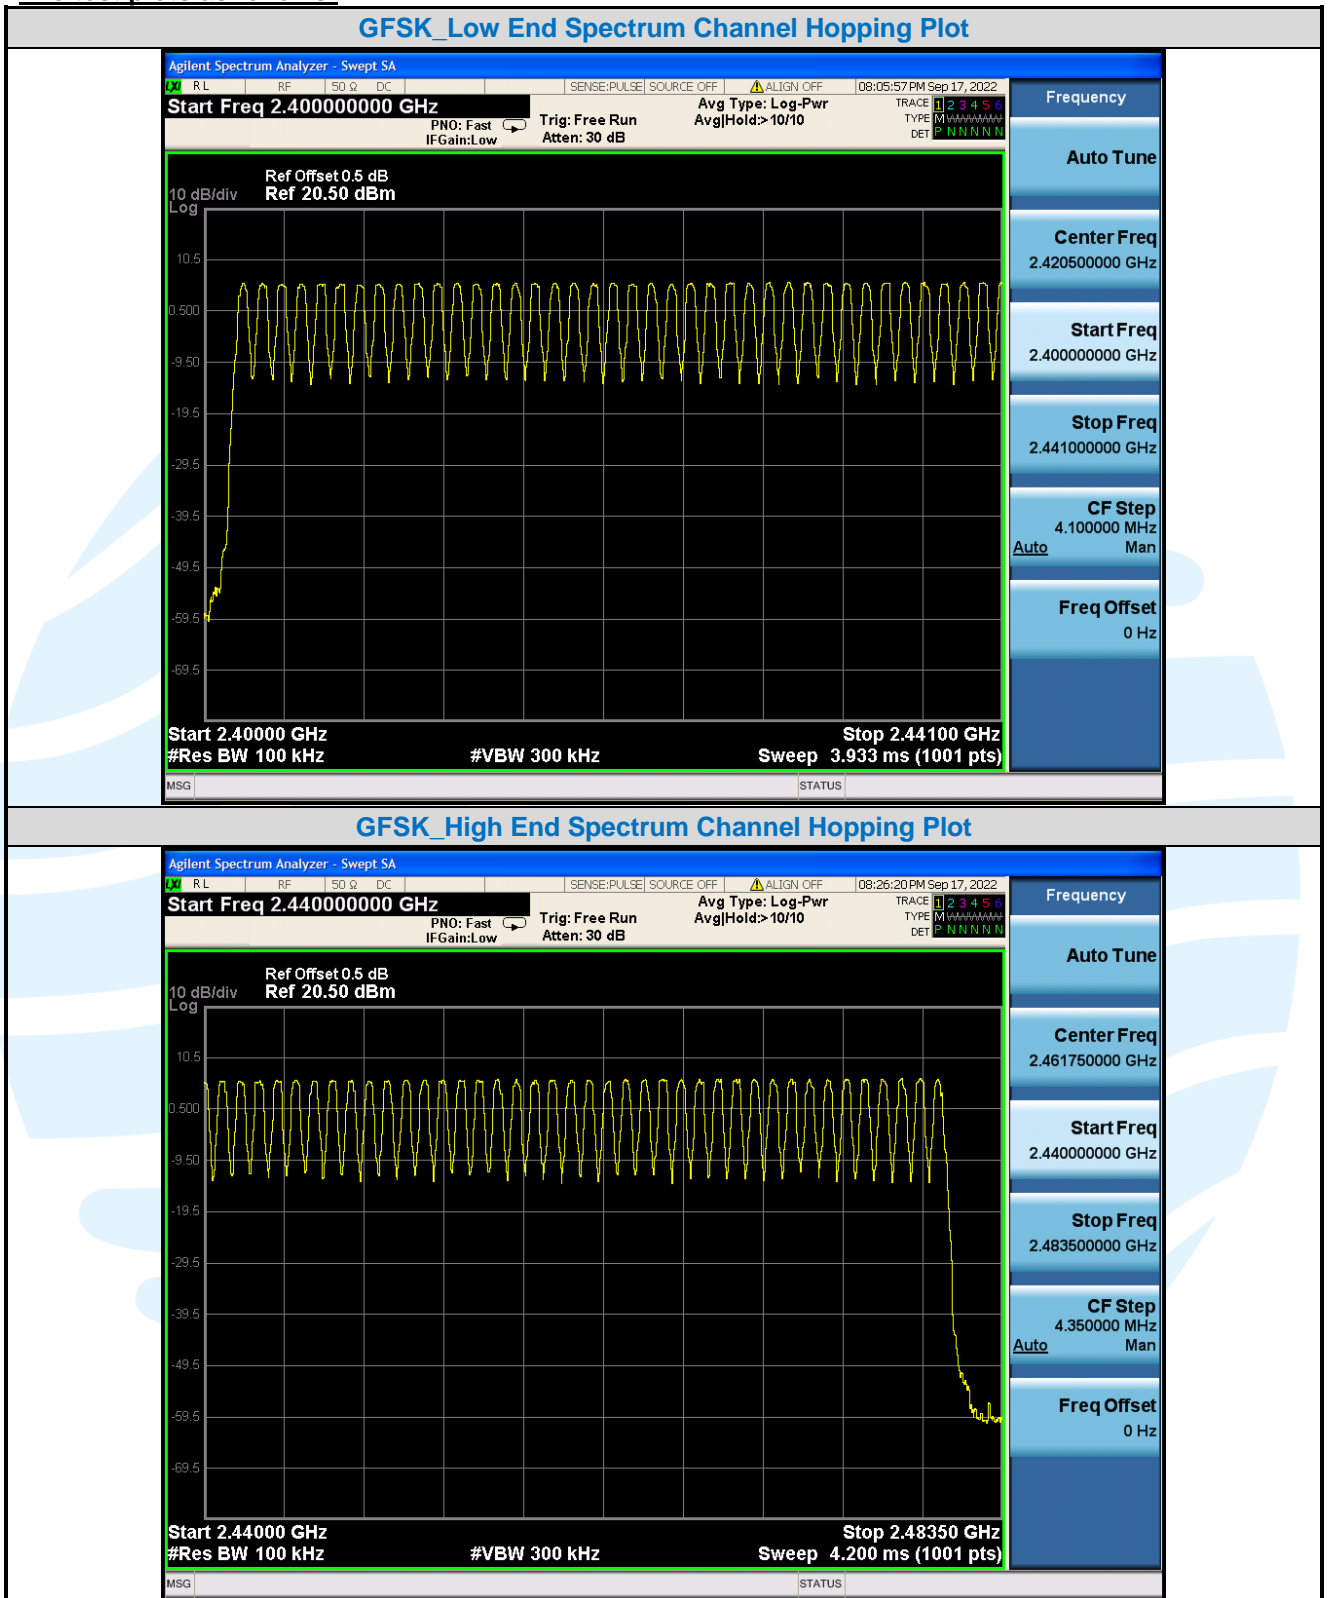 GFSK_Low End Spectrum Channel Hopping Plot
Agilent Spectrum Analyzer - Swept SA
LXI RL RF 50 Ω DC SENSE:PULSE SOURCE OFF ALIGN OFF 08:05:57 PM Sep 17, 2022
Start Freq 2.400000000 GHz
PNO: Fast
IFGain:Low
Trig: Free Run
Atten: 30 dB
Avg Type: Log-Pwr
Avg|Hold:>10/10
TRACE 1 2 3 4 5 6
TYPE M
DET P N N N N N
Frequency
Auto Tune
Center Freq
2.420500000 GHz
Start Freq
2.400000000 GHz
Stop Freq
2.441000000 GHz
CF Step
4.100000 MHz
Auto Man
Freq Offset
0 Hz
Ref Offset 0.5 dB
10 dB/div Ref 20.50 dBm
Log
10.5
0.500
-9.50
-19.5
-29.5
-39.5
-49.5
-59.5
-69.5
Start 2.40000 GHz Stop 2.44100 GHz
#Res BW 100 kHz #VBW 300 kHz Sweep 3.933 ms (1001 pts)
MSG STATUS
GFSK_High End Spectrum Channel Hopping Plot
Agilent Spectrum Analyzer - Swept SA
LXI RL RF 50 Ω DC SENSE:PULSE SOURCE OFF ALIGN OFF 08:26:20 PM Sep 17, 2022
Start Freq 2.440000000 GHz
PNO: Fast
IFGain:Low
Trig: Free Run
Atten: 30 dB
Avg Type: Log-Pwr
Avg|Hold:>10/10
TRACE 1 2 3 4 5 6
TYPE M
DET P N N N N N
Frequency
Auto Tune
Center Freq
2.461750000 GHz
Start Freq
2.440000000 GHz
Stop Freq
2.483500000 GHz
CF Step
4.350000 MHz
Auto Man
Freq Offset
0 Hz
Ref Offset 0.5 dB
10 dB/div Ref 20.50 dBm
Log
10.5
0.500
-9.50
-19.5
-29.5
-39.5
-49.5
-59.5
-69.5
Start 2.44000 GHz Stop 2.48350 GHz
#Res BW 100 kHz #VBW 300 kHz Sweep 4.200 ms (1001 pts)
MSG STATUS